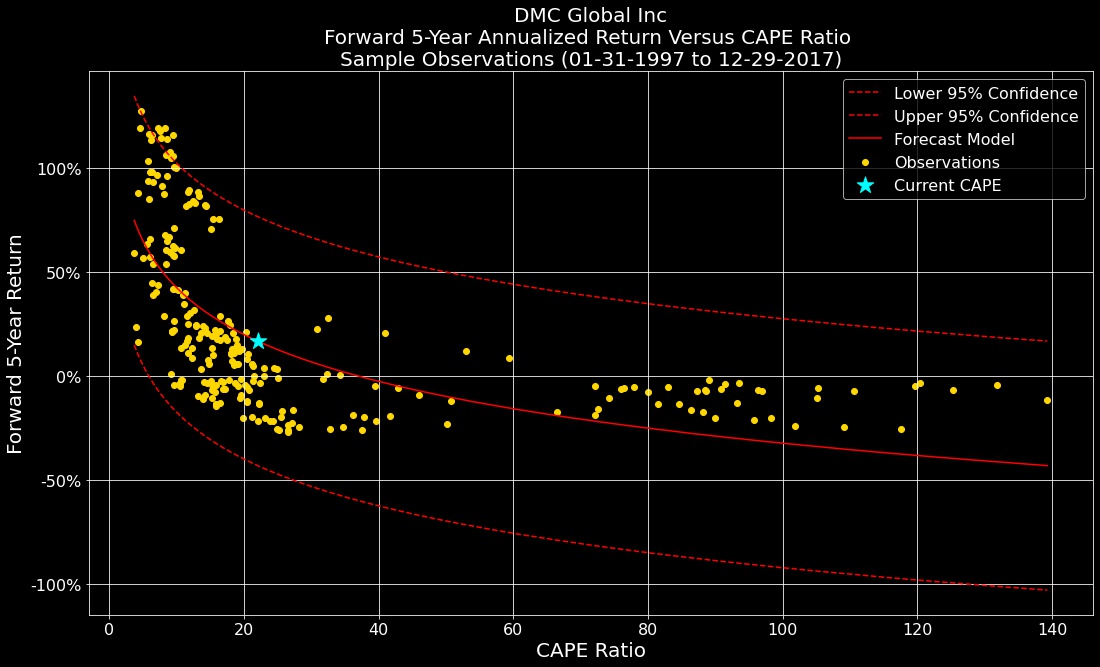 DMC Global Inc
Forward 5-Year Annualized Return Versus CAPE Ratio
Sample Observations (01-31-1997 to 12-29-2017)
Lower 95% Confidence
Upper 95% Confidence
Forecast Model
Observations
Current CAPE
Forward 5-Year Return
100%
50%
0%
-50%
-100%
0 20 40 60 80 100 120 140
CAPE Ratio